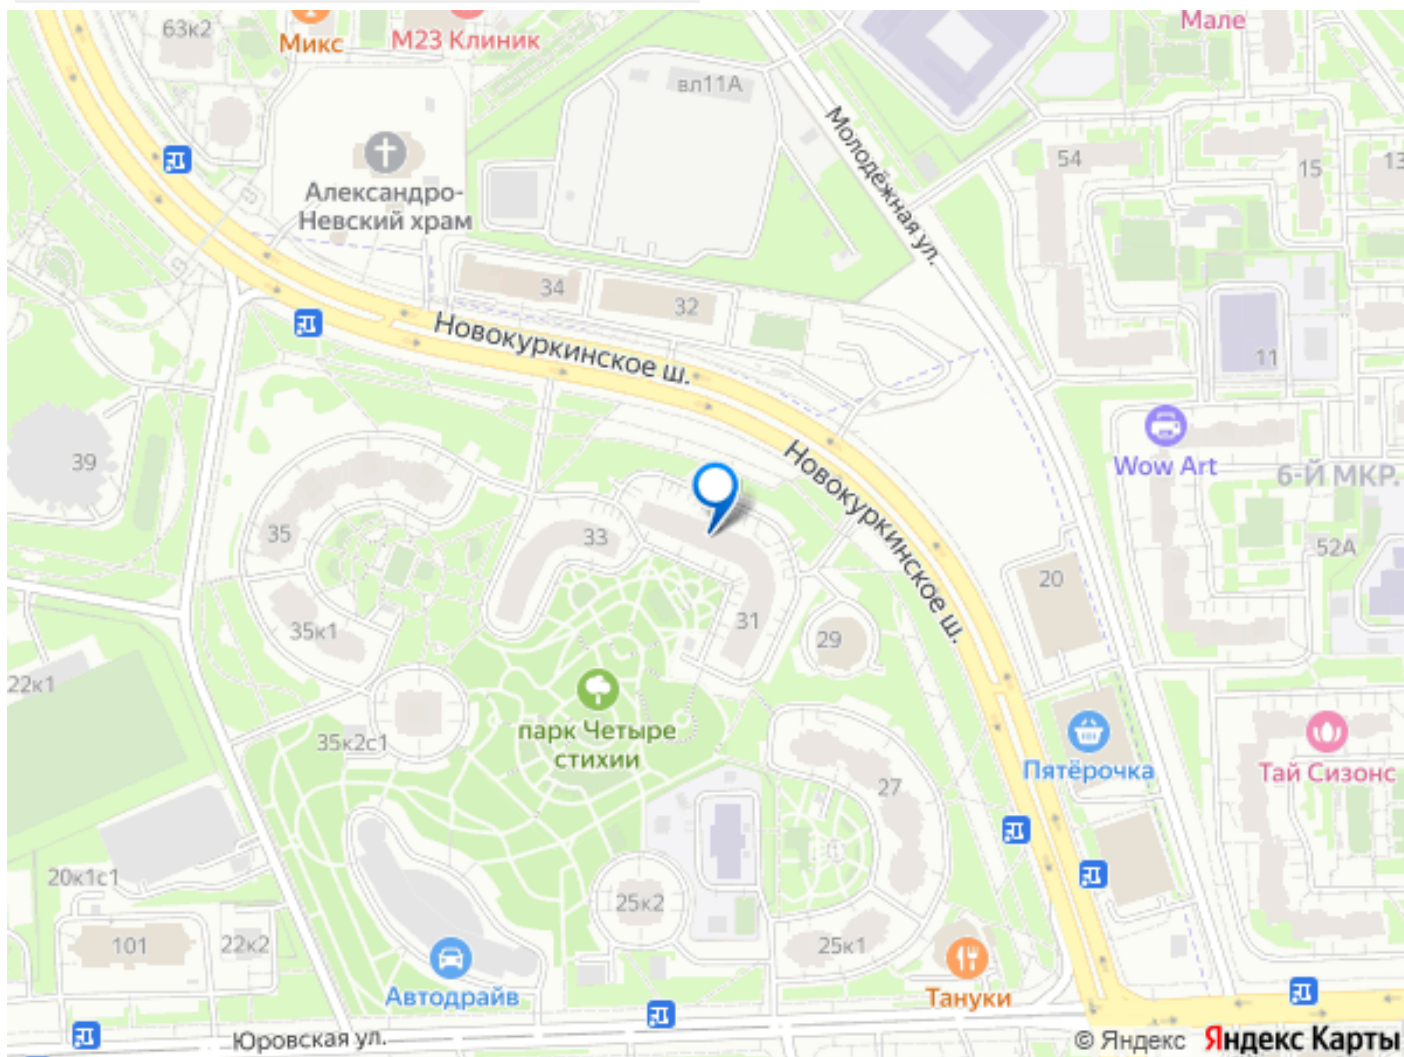 63к2
Микс
М23 Клиник
Мале
вл11А
Молодёжная ул.
54
15
13
Александро-
Невский храм
34
32
Новокуркинское ш.
11
Wow Art
6-Й МКР.
39
35
33
Новокуркинское ш.
52А
20
31
29
35к1
22к1
парк Четыре
стихии
35к2с1
Пятёрочка
Тай Сизонс
27
20к1с1
25к2
101
22к2
25к1
Автодрайв
Тануки
Юровская ул.
© Яндекс Яндекс Карты